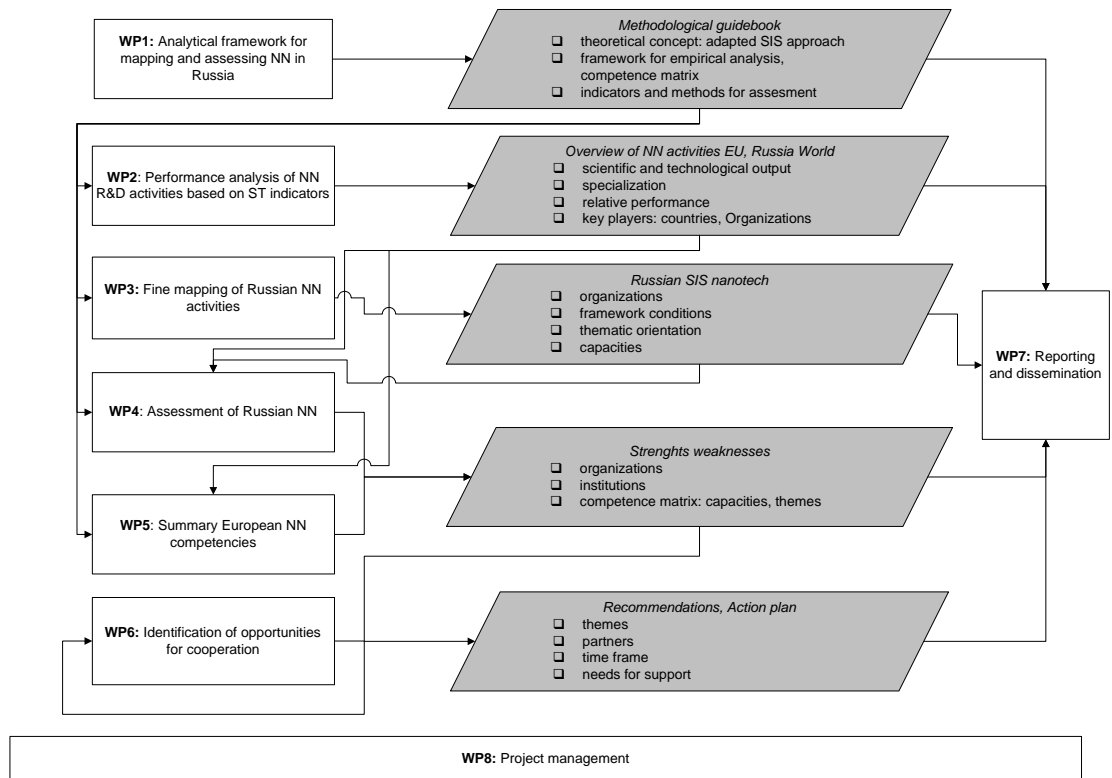 WP1: Analytical framework for
mapping and assessing NN in
Russia
Methodological guidebook
❑ theoretical concept: adapted SIS approach
❑ framework for empirical analysis,
competence matrix
❑ indicators and methods for assesment
WP2: Performance analysis of NN
R&D activities based on ST indicators
Overview of NN activities EU, Russia World
❑ scientific and technological output
❑ specialization
❑ relative performance
❑ key players: countries, Organizations
WP3: Fine mapping of Russian NN
activities
Russian SIS nanotech
❑ organizations
❑ framework conditions
❑ thematic orientation
❑ capacities
WP7: Reporting
and dissemination
WP4: Assessment of Russian NN
Strenghts weaknesses
❑ organizations
❑ institutions
❑ competence matrix: capacities, themes
WP5: Summary European NN
competencies
WP6: Identification of opportunities
for cooperation
Recommendations, Action plan
❑ themes
❑ partners
❑ time frame
❑ needs for support
WP8: Project management